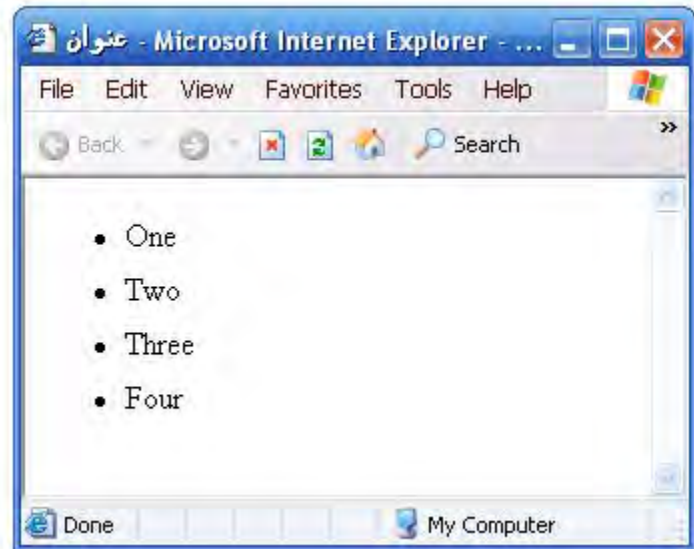 عنوان - Microsoft Internet Explorer - ...
File Edit View Favorites Tools Help
Back Search »
• One
• Two
• Three
• Four
Done My Computer